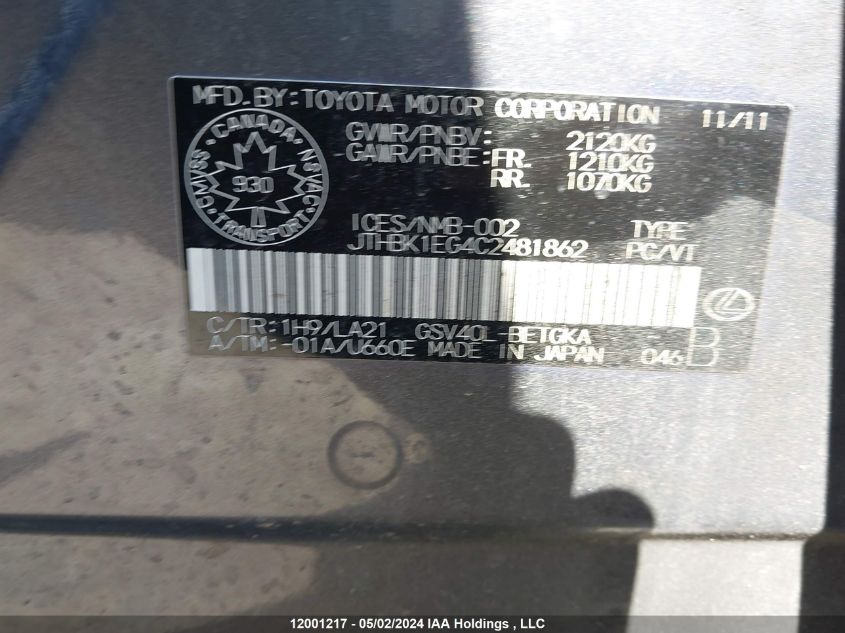 MFD. BY: TOYOTA MOTOR CORPORATION 11/11
GVWR/PNBV: 2120KG
GAWR/PNBE: FR. 1210KG
RR. 1070KG
CANADA
CMVSS NSVAC
930
TRANSPORT
ICES/NMB-002 TYPE
JTHBK1EG4C2481862 PC/VT
C/TR: 1H9/LA21 GSV40L-BETGKA
A/TM: -01A/U660E MADE IN JAPAN 046
B
B
12001217 - 05/02/2024 IAA Holdings , LLC